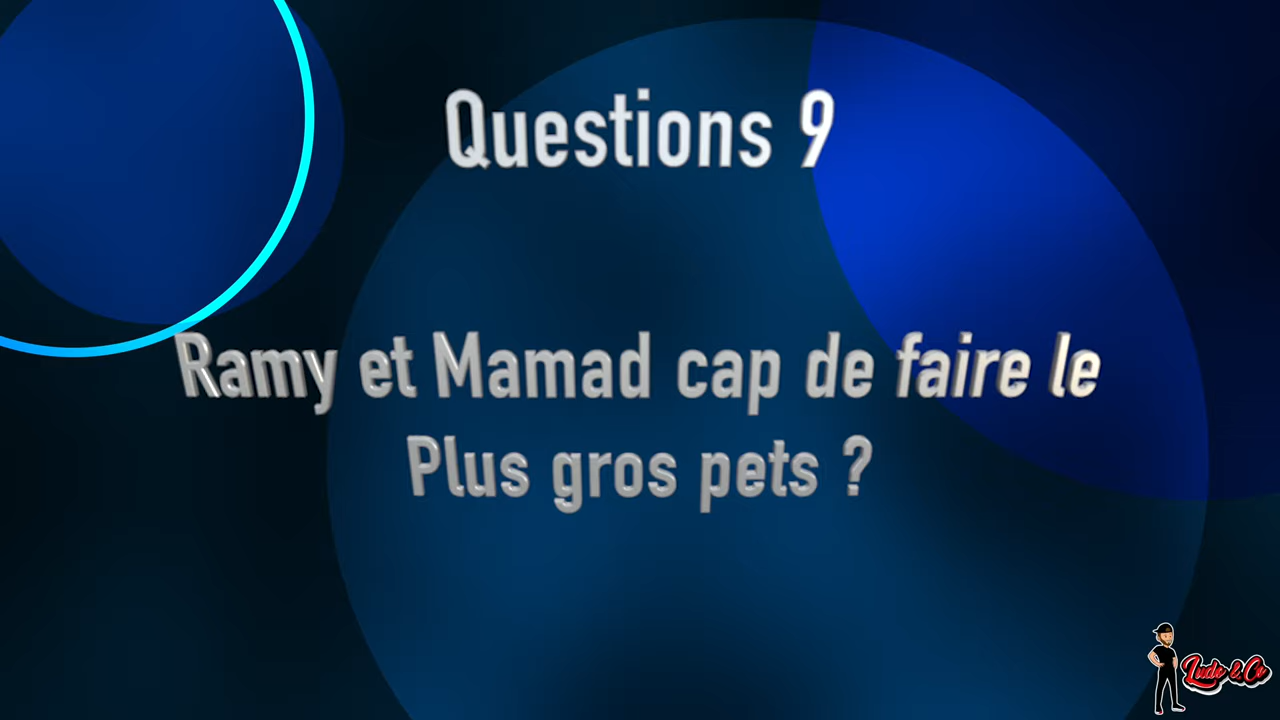 Questions 9
Ramy et Mamad cap de faire le
Plus gros pets ?
Ludo & Co